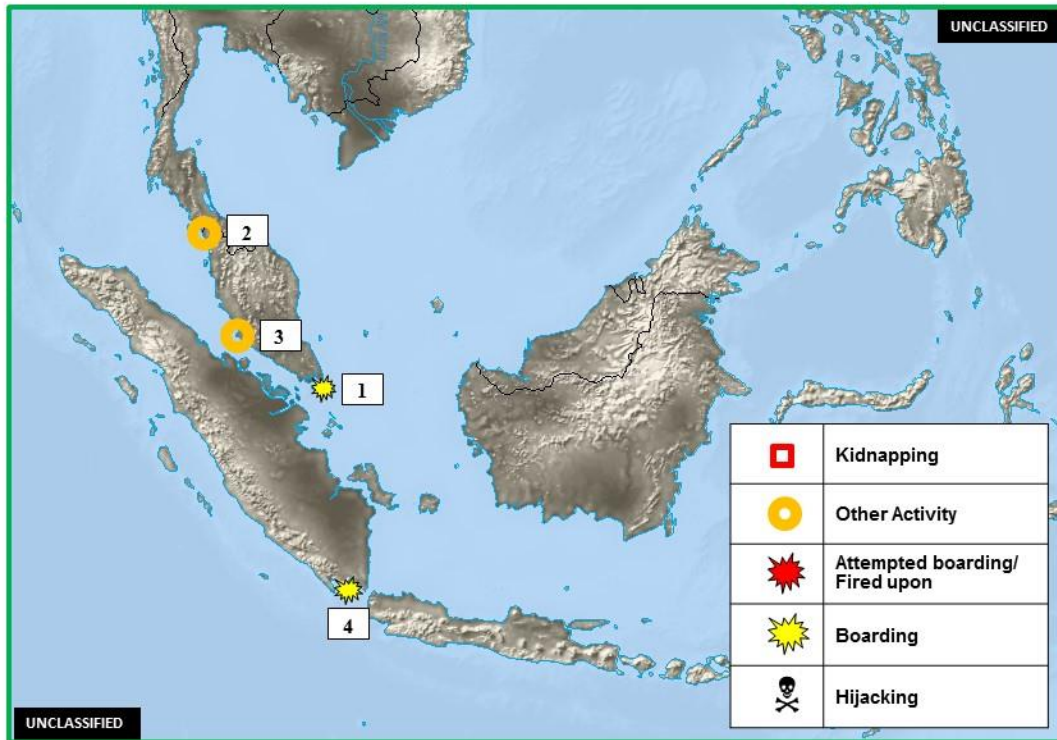 UNCLASSIFIED
2
3
1
Kidnapping
Other Activity
Attempted boarding/
Fired upon
Boarding
4
Hijacking
UNCLASSIFIED